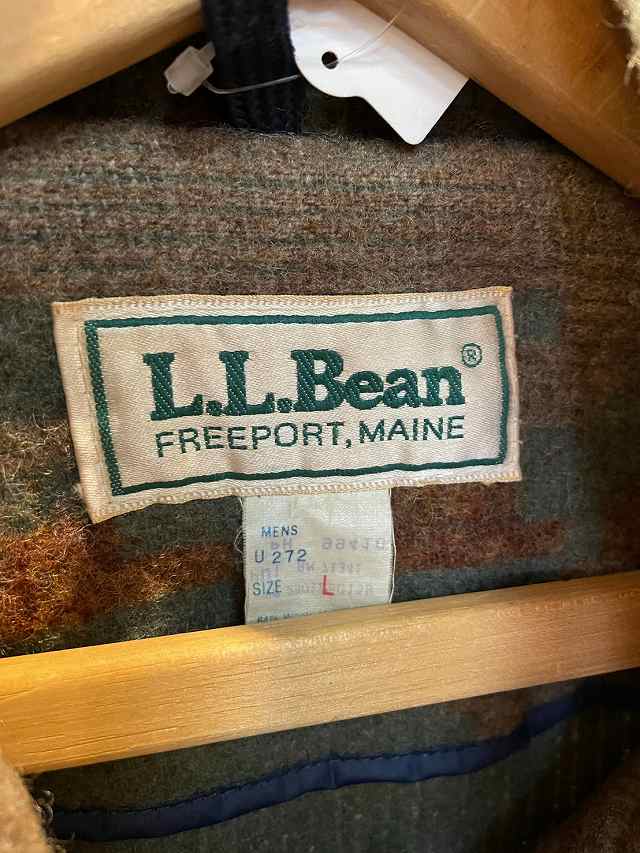 L.L.Bean®
FREEPORT, MAINE
MENS
U 272
SIZE L